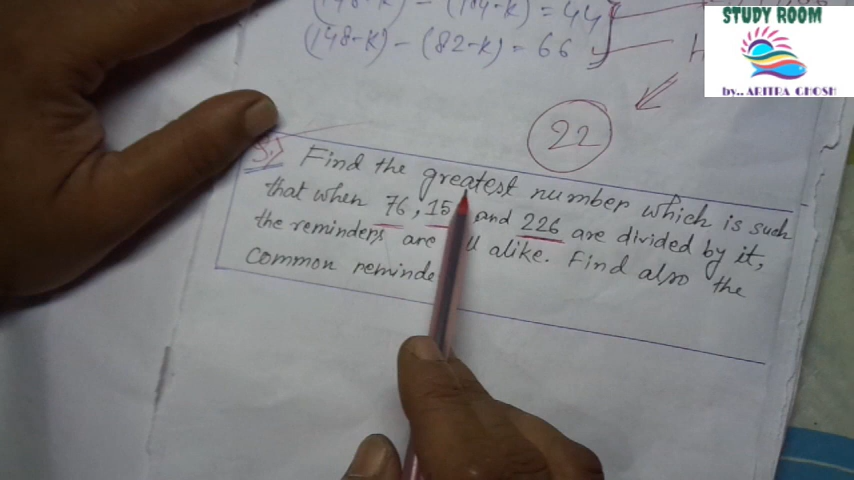 (148-K) - (104-K) = 44
(148-K) - (82-K) = 66
H
STUDY ROOM
by.. ARITRA GHOSH
22
5.) Find the greatest number which is such
that when 76, 15 and 226 are divided by it,
the reminders are alike. Find also the
common reminde